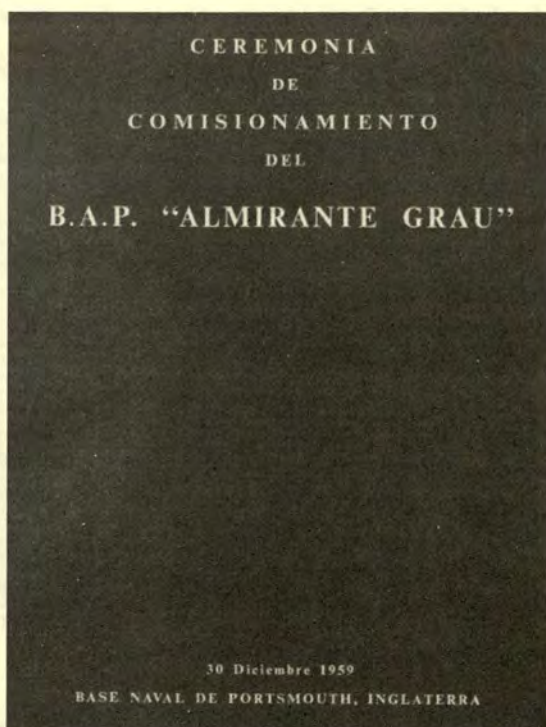 CEREMONIA
DE
COMISIONAMIENTO
DEL
B.A.P. “ALMIRANTE GRAU”
30 Diciembre 1959
BASE NAVAL DE PORTSMOUTH, INGLATERRA